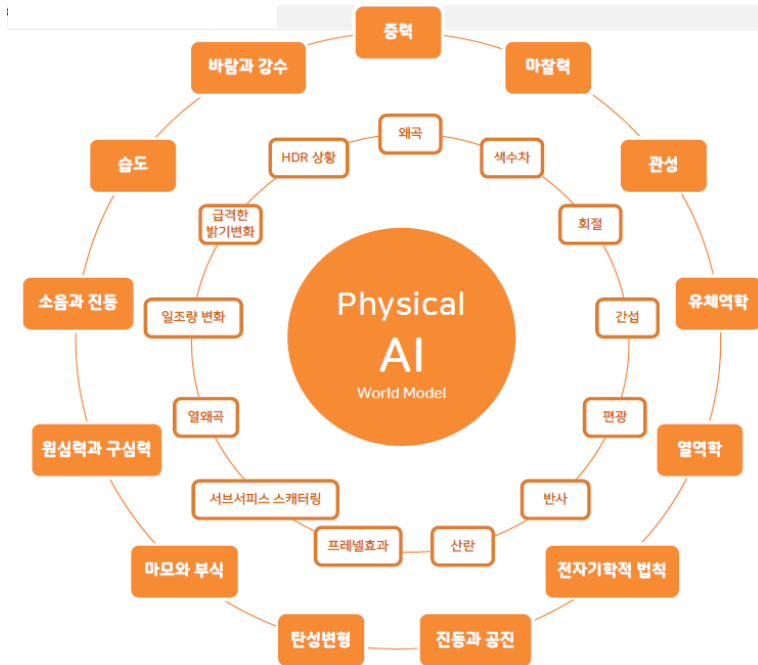 중력
마찰력
관성
유체역학
열역학
전자기학적 법칙
진동과 공진
탄성변형
마모와 부식
원심력과 구심력
소음과 진동
습도
바람과 강수
왜곡
색수차
회절
간섭
편광
반사
산란
프레넬효과
서브서피스 스캐터링
열왜곡
일조량 변화
급격한
밝기변화
HDR 상황
Physical
AI
World Model